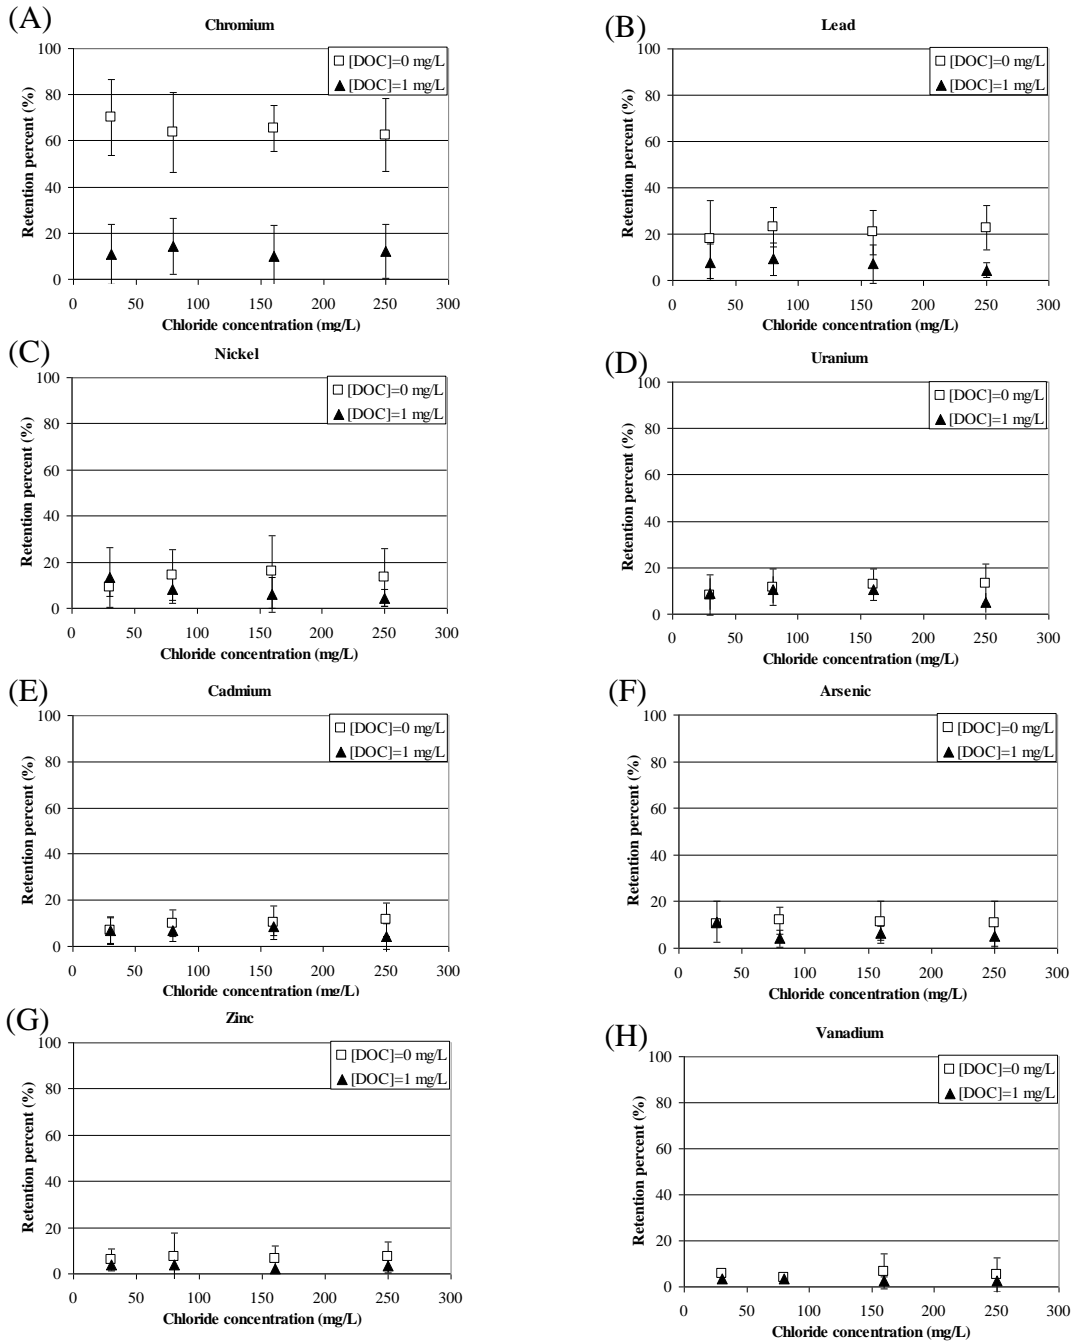 (A)
Chromium
[DOC]=0 mg/L
[DOC]=1 mg/L
Retention percent (%)
100
80
60
40
20
0
0 50 100 150 200 250 300
Chloride concentration (mg/L)
(B)
Lead
[DOC]=0 mg/L
[DOC]=1 mg/L
Retention percent (%)
100
80
60
40
20
0
0 50 100 150 200 250 300
Chloride concentration (mg/L)
(C)
Nickel
[DOC]=0 mg/L
[DOC]=1 mg/L
Retention percent (%)
100
80
60
40
20
0
0 50 100 150 200 250 300
Chloride concentration (mg/L)
(D)
Uranium
[DOC]=0 mg/L
[DOC]=1 mg/L
Retention percent (%)
100
80
60
40
20
0
0 50 100 150 200 250 300
Chloride concentration (mg/L)
(E)
Cadmium
[DOC]=0 mg/L
[DOC]=1 mg/L
Retention percent (%)
100
80
60
40
20
0
0 50 100 150 200 250 300
Chloride concentration (mg/L)
(F)
Arsenic
[DOC]=0 mg/L
[DOC]=1 mg/L
Retention percent (%)
100
80
60
40
20
0
0 50 100 150 200 250 300
Chloride concentration (mg/L)
(G)
Zinc
[DOC]=0 mg/L
[DOC]=1 mg/L
Retention percent (%)
100
80
60
40
20
0
0 50 100 150 200 250 300
Chloride concentration (mg/L)
(H)
Vanadium
[DOC]=0 mg/L
[DOC]=1 mg/L
Retention percent (%)
100
80
60
40
20
0
0 50 100 150 200 250 300
Chloride concentration (mg/L)